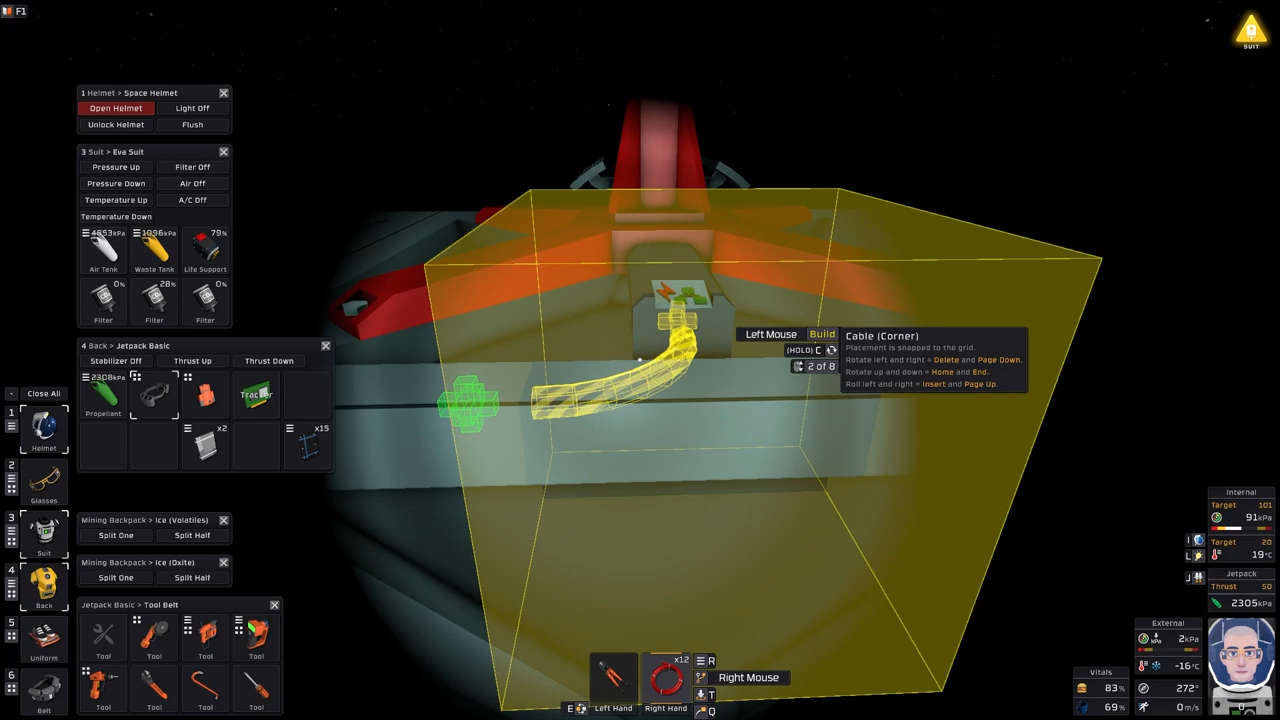 F1
SUIT
1 Helmet > Space Helmet
Open Helmet
Light Off
Unlock Helmet
Flush
3 Suit > Eva Suit
Pressure Up
Filter Off
Pressure Down
Air Off
Temperature Up
A/C Off
Temperature Down
79%
Air Tank
Waste Tank
Life Support
0%
28%
0%
Filter
Filter
Filter
4 Back > Jetpack Basic
Stabilizer Off
Thrust Up
Thrust Down
2308kPa
Propellant
x2
x15
- Close All
1
Helmet
2
Glasses
3
Suit
4
Back
5
Uniform
6
Belt
Mining Backpack > Ice (Volatiles)
Split One
Split Half
Mining Backpack > Ice (Oxite)
Split One
Split Half
Jetpack Basic > Tool Belt
Tool
Tool
Tool
Tool
Tool
Tool
Tool
Tool
Left Mouse
Build
(HOLD) C
2 of 8
Cable (Corner)
Placement is snapped to the grid.
Rotate left and right = Delete and Page Down.
Rotate up and down = Home and End.
Roll left and right = Insert and Page Up.
x12
R
Right Mouse
T
E
Left Hand
Right Hand
Q
Internal
Target 101
91kPa
Target 20
19°C
I
L
J
Jetpack
Thrust 50
2305kPa
External
kPa
2kPa
-16°C
272°
0m/s
Vitals
83%
69%
0